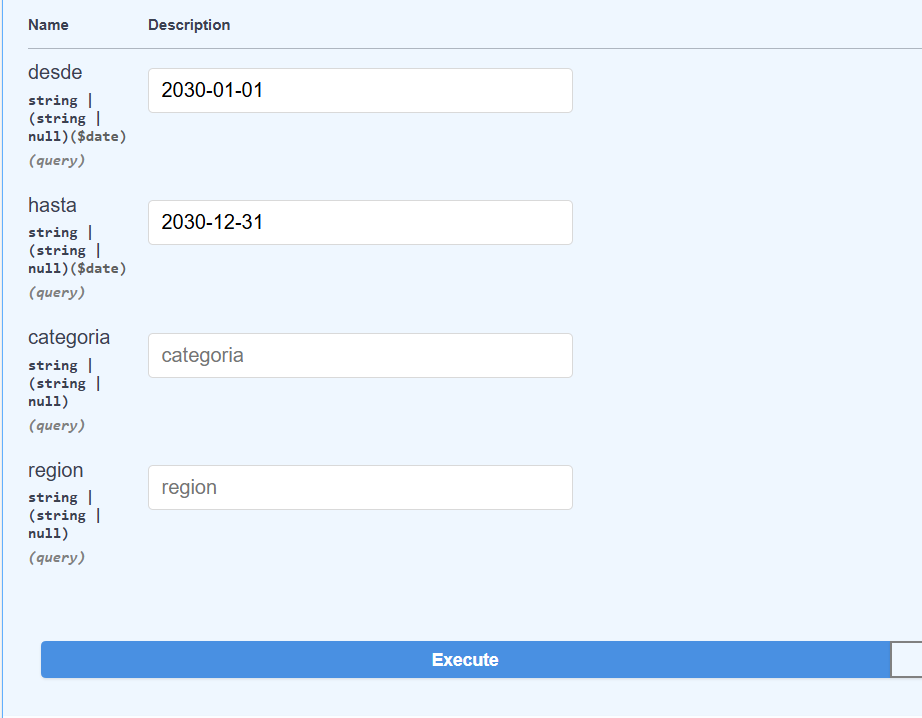 Name Description
desde
2030-01-01
string |
(string |
null)($date)
(query)
hasta
2030-12-31
string |
(string |
null)($date)
(query)
categoria
categoria
string |
(string |
null)
(query)
region
region
string |
(string |
null)
(query)
Execute